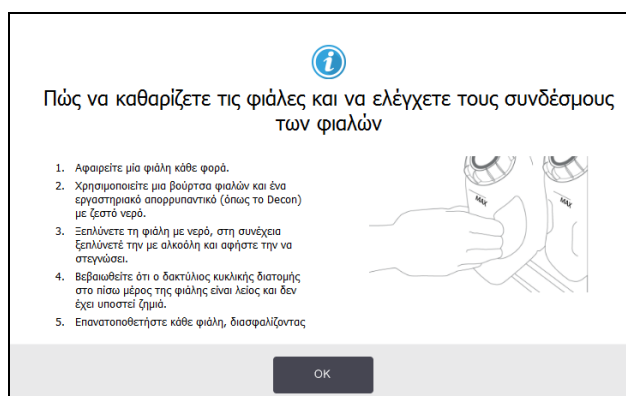 Πώς να καθαρίζετε τις φιάλες και να ελέγχετε τους συνδέσμους
των φιαλών
1. Αφαιρείτε μία φιάλη κάθε φορά.
2. Χρησιμοποιείτε μια βούρτσα φιαλών και ένα
εργαστηριακό απορρυπαντικό (όπως το Decon)
με ζεστό νερό.
3. Ξεπλύνετε τη φιάλη με νερό, στη συνέχεια
ξεπλύνετέ την με αλκοόλη και αφήστε την να
στεγνώσει.
4. Βεβαιωθείτε ότι ο δακτύλιος κυκλικής διατομής
στο πίσω μέρος της φιάλης είναι λείος και δεν
έχει υποστεί ζημιά.
5. Επανατοποθετήστε κάθε φιάλη, διασφαλίζοντας
MAX
MAX
OK